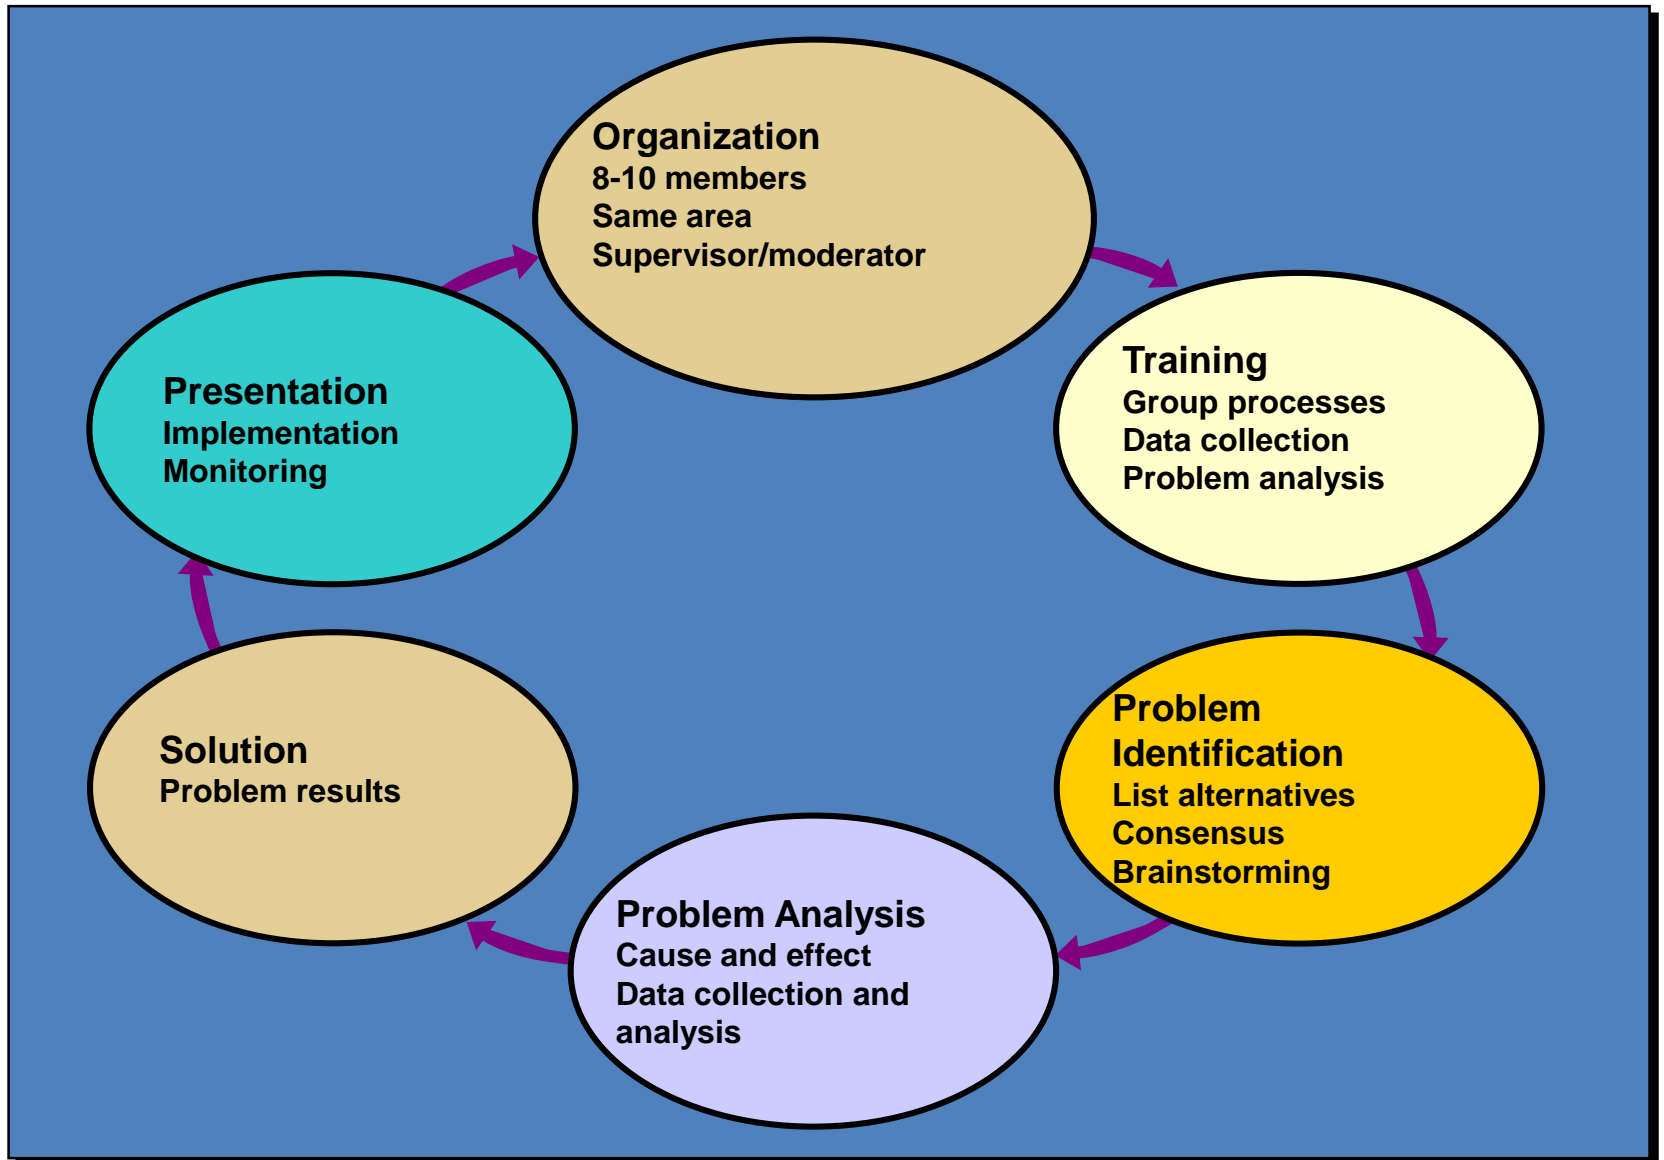 Organization
8-10 members
Same area
Supervisor/moderator
Training
Group processes
Data collection
Problem analysis
Problem
Identification
List alternatives
Consensus
Brainstorming
Problem Analysis
Cause and effect
Data collection and
analysis
Solution
Problem results
Presentation
Implementation
Monitoring